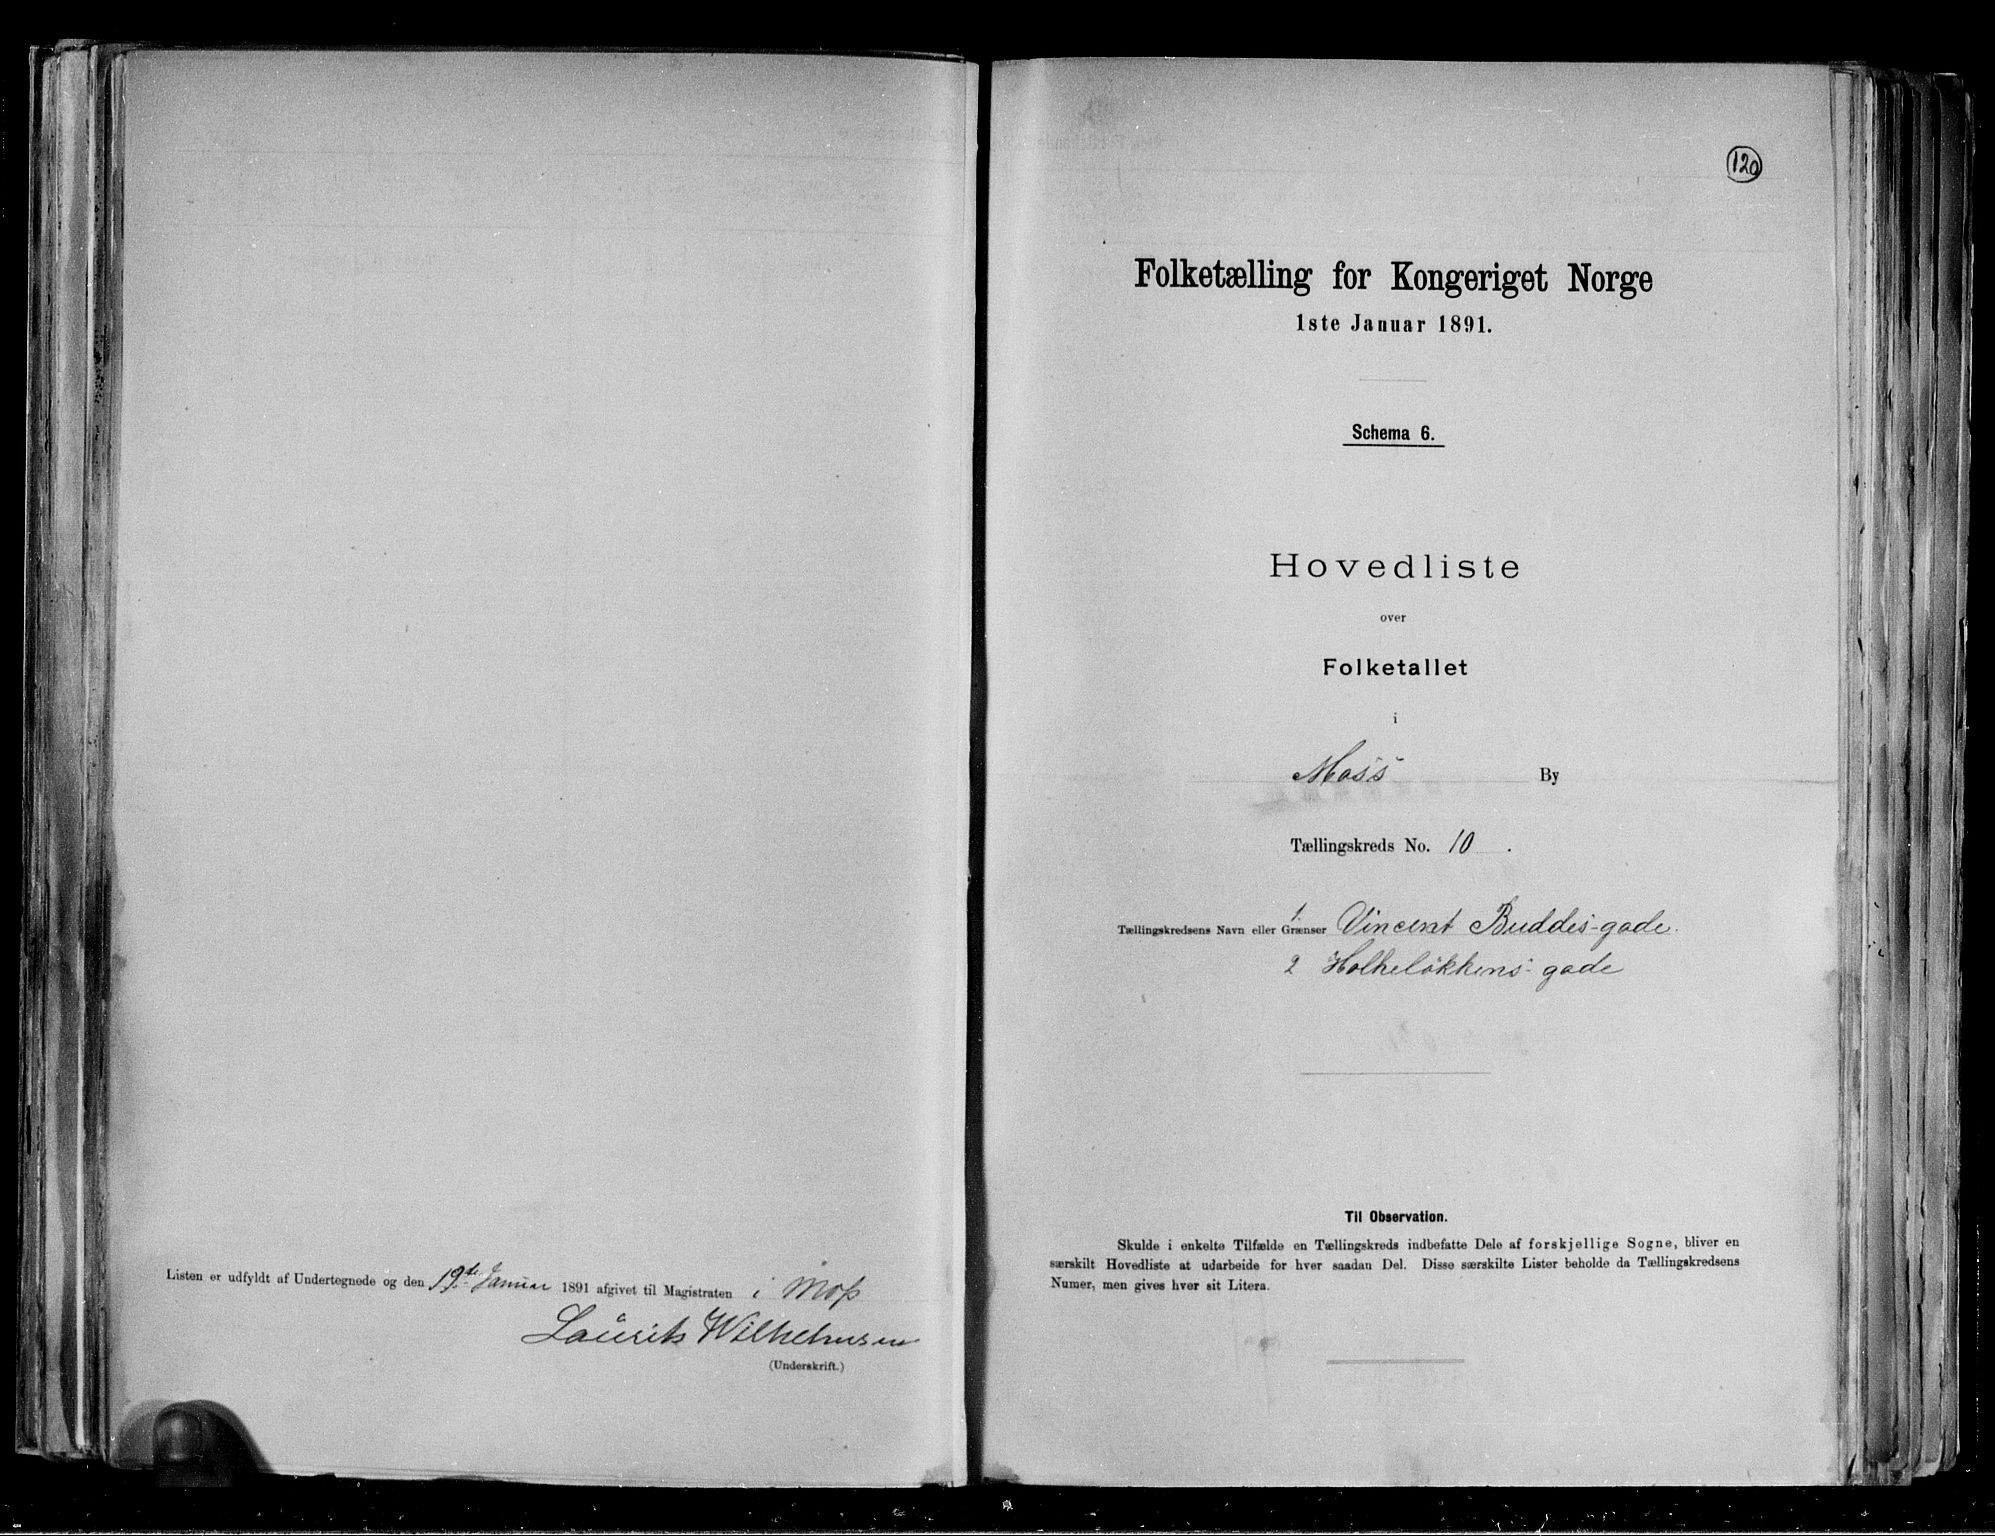 Listen er udfyldt af Undertegnede og den 19de Januar 1891 afgivet til Magistraten i Moss
Laurits Wilhelmsen
(Underskrift.)
120
Folketælling for Kongeriget Norge
1ste Januar 1891.
Schema 6.
Hovedliste
over
Folketallet
i
Moss By
Tællingskreds No. 10.
Tællingskredsens Navn eller Grænser 1. Vincent Buddes-gade.
2 Holkeløkkens-gade
Til Observation.
Skulde i enkelte Tilfælde en Tællingskreds indbefatte Dele af forskjellige Sogne, bliver en
særskilt Hovedliste at udarbeide for hver saadan Del. Disse særskilte Lister beholde da Tællingskredsens
Numer, men gives hver sit Litera.